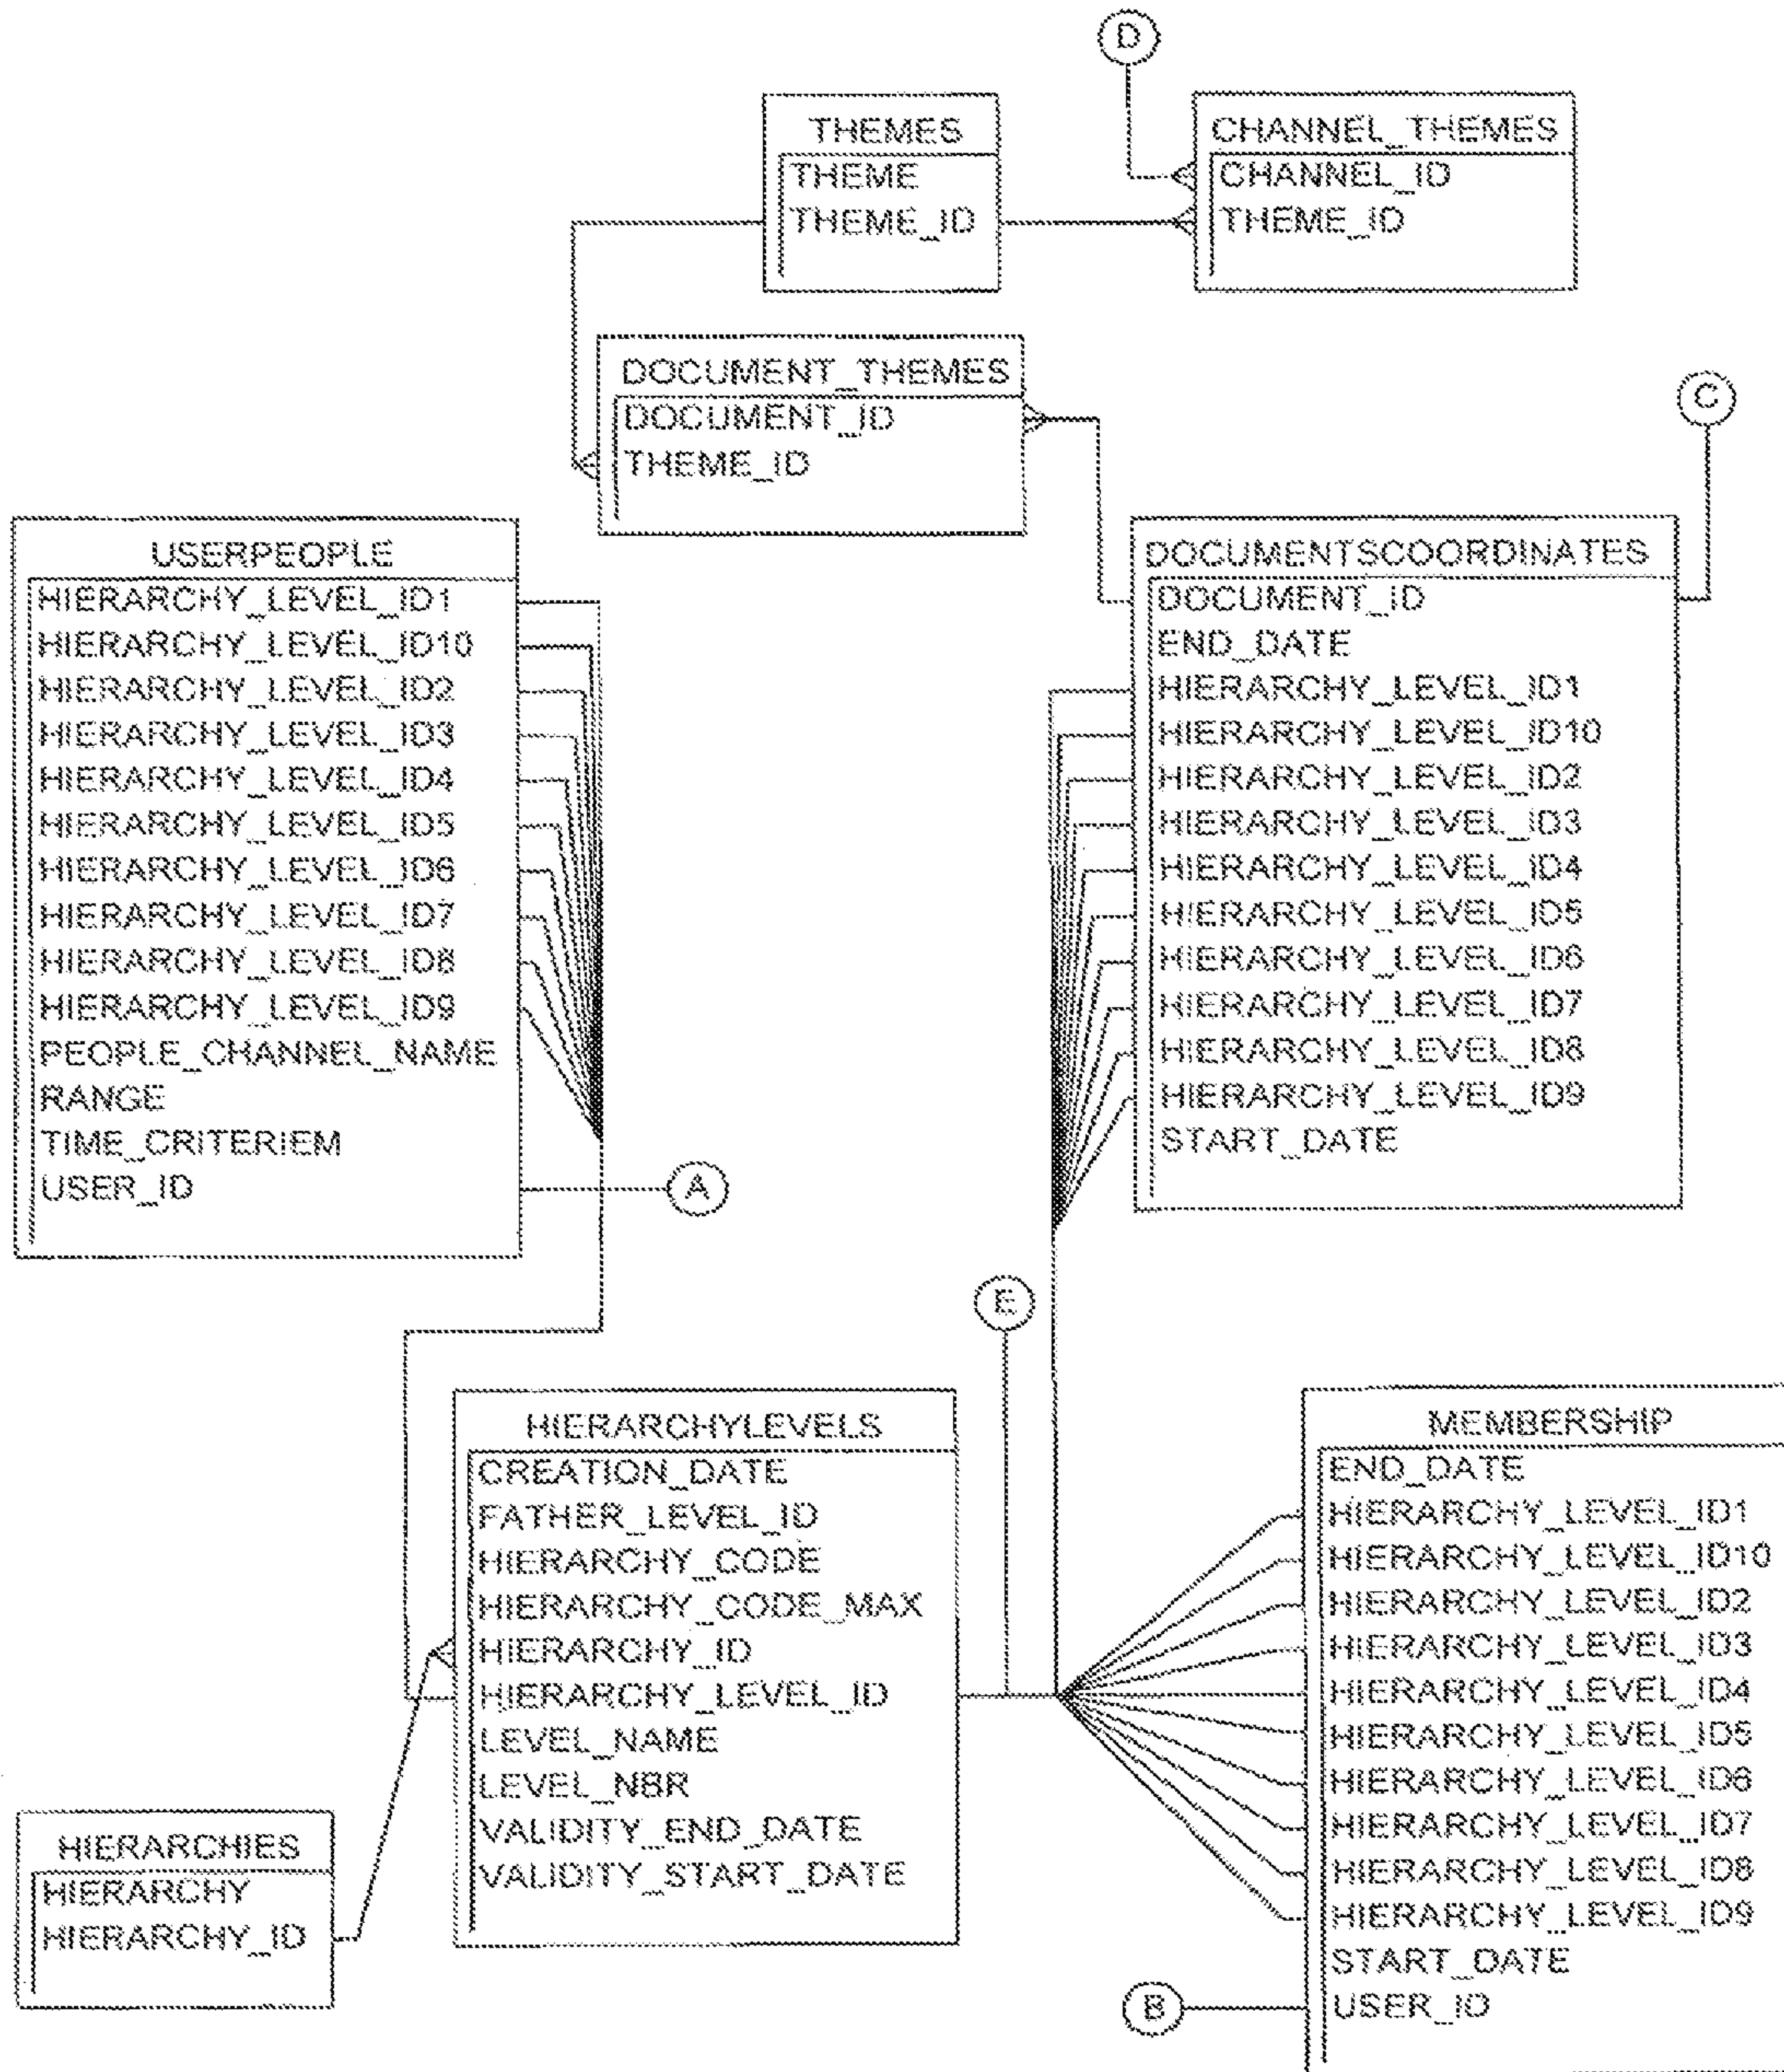 D
THEMES
THEME
THEME_ID
CHANNEL_THEMES
CHANNEL_ID
THEME_ID
DOCUMENT_THEMES
DOCUMENT_ID
THEME_ID
C
USERPEOPLE
HIERARCHY_LEVEL_ID1
HIERARCHY_LEVEL_ID10
HIERARCHY_LEVEL_ID2
HIERARCHY_LEVEL_ID3
HIERARCHY_LEVEL_ID4
HIERARCHY_LEVEL_ID5
HIERARCHY_LEVEL_ID6
HIERARCHY_LEVEL_ID7
HIERARCHY_LEVEL_ID8
HIERARCHY_LEVEL_ID9
PEOPLE_CHANNEL_NAME
RANGE
TIME_CRITERIEM
USER_ID
A
DOCUMENTSCOORDINATES
DOCUMENT_ID
END_DATE
HIERARCHY_LEVEL_ID1
HIERARCHY_LEVEL_ID10
HIERARCHY_LEVEL_ID2
HIERARCHY_LEVEL_ID3
HIERARCHY_LEVEL_ID4
HIERARCHY_LEVEL_ID5
HIERARCHY_LEVEL_ID6
HIERARCHY_LEVEL_ID7
HIERARCHY_LEVEL_ID8
HIERARCHY_LEVEL_ID9
START_DATE
E
HIERARCHYLEVELS
CREATION_DATE
FATHER_LEVEL_ID
HIERARCHY_CODE
HIERARCHY_CODE_MAX
HIERARCHY_ID
HIERARCHY_LEVEL_ID
LEVEL_NAME
LEVEL_NBR
VALIDITY_END_DATE
VALIDITY_START_DATE
MEMBERSHIP
END_DATE
HIERARCHY_LEVEL_ID1
HIERARCHY_LEVEL_ID10
HIERARCHY_LEVEL_ID2
HIERARCHY_LEVEL_ID3
HIERARCHY_LEVEL_ID4
HIERARCHY_LEVEL_ID5
HIERARCHY_LEVEL_ID6
HIERARCHY_LEVEL_ID7
HIERARCHY_LEVEL_ID8
HIERARCHY_LEVEL_ID9
START_DATE
USER_ID
B
HIERARCHIES
HIERARCHY
HIERARCHY_ID